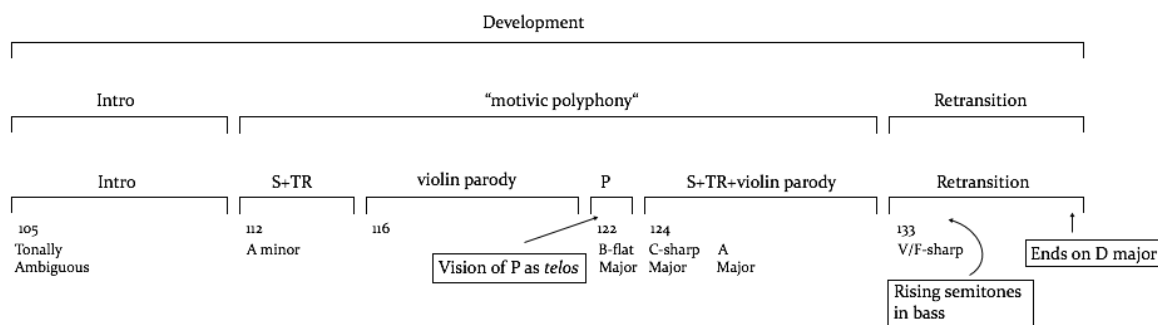 Development
Intro “motivic polyphony“ Retransition
Intro S+TR violin parody P S+TR+violin parody Retransition
105 112 116 122 124 133
Tonally A minor B-flat C-sharp A V/F-sharp
Ambiguous Major Major Major
Vision of P as telos
Ends on D major
Rising semitones
in bass